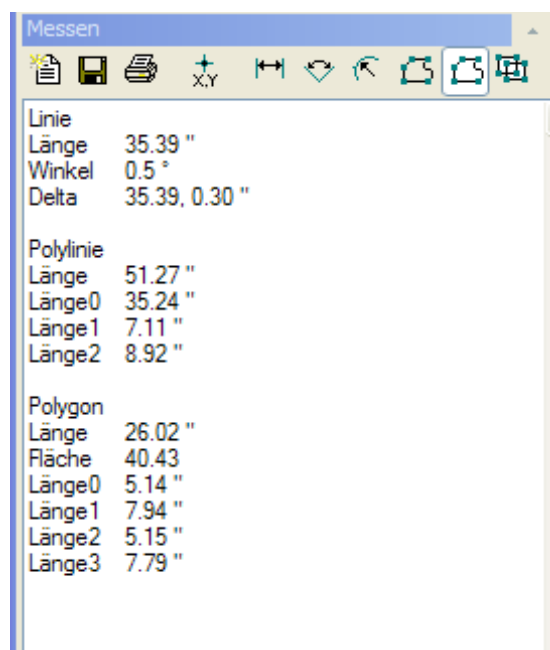 Messen
X,Y
Linie
Länge 35.39 "
Winkel 0.5 °
Delta 35.39, 0.30 "
Polylinie
Länge 51.27 "
Länge0 35.24 "
Länge1 7.11 "
Länge2 8.92 "
Polygon
Länge 26.02 "
Fläche 40.43
Länge0 5.14 "
Länge1 7.94 "
Länge2 5.15 "
Länge3 7.79 "